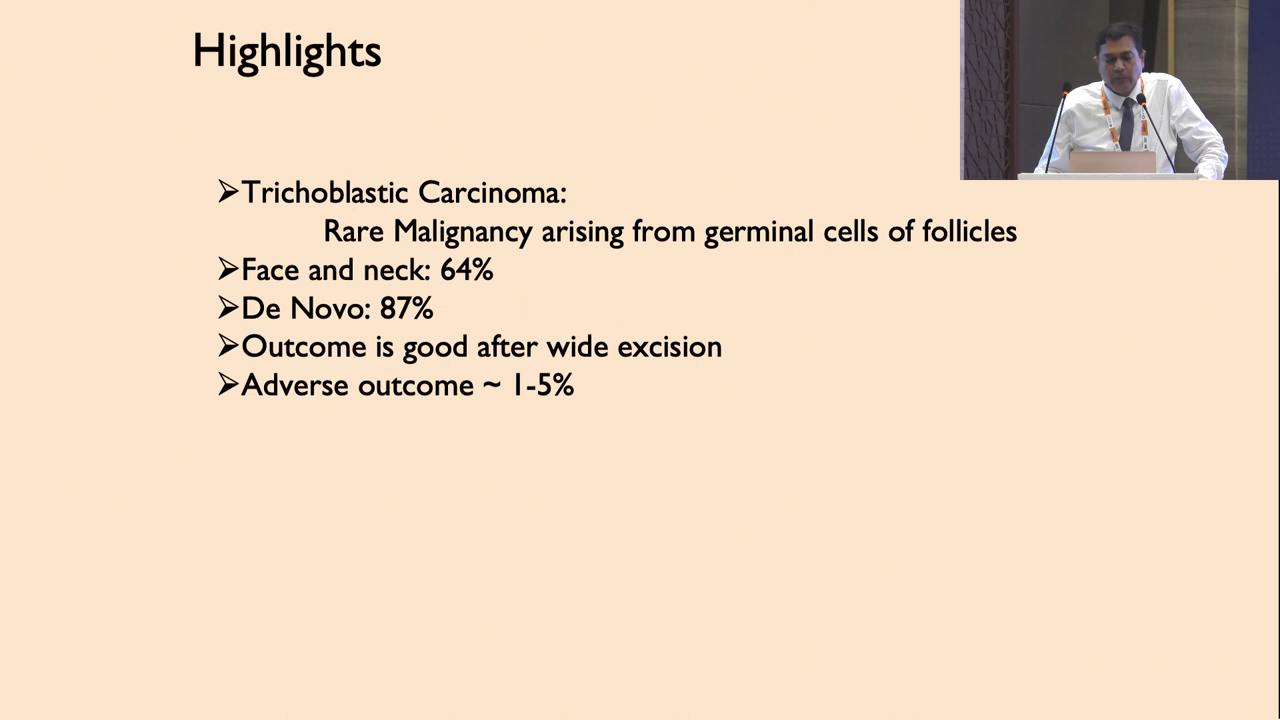 Highlights
➢Trichoblastic Carcinoma:
Rare Malignancy arising from germinal cells of follicles
➢Face and neck: 64%
➢De Novo: 87%
➢Outcome is good after wide excision
➢Adverse outcome ~ 1-5%